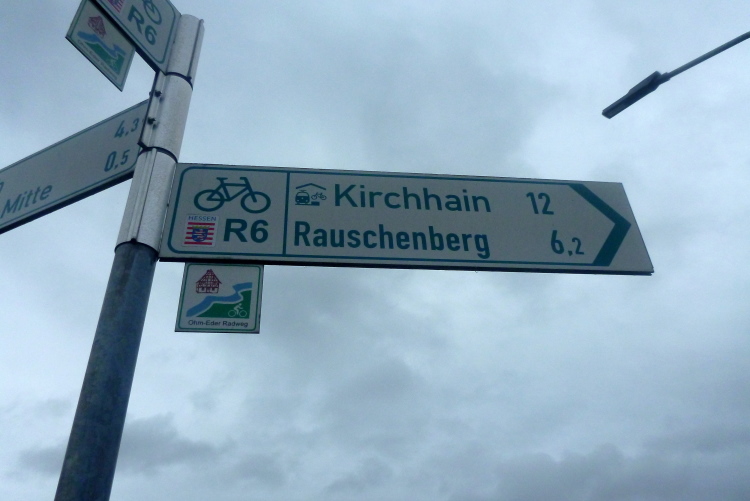 R6
4,3
Mitte 0,5
HESSEN
R6
Kirchhain 12
Rauschenberg 6,2
Ohm-Eder Radweg